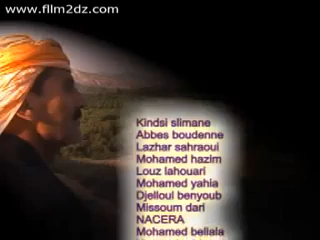 www.fllm2dz.com
Kindsi slimane
Abbes boudenne
Lazhar sahraoui
Mohamed hazim
Louz lahouari
Mohamed yahia
Djelloul benyoub
Missoum dari
NACERA
Mohamed bellala